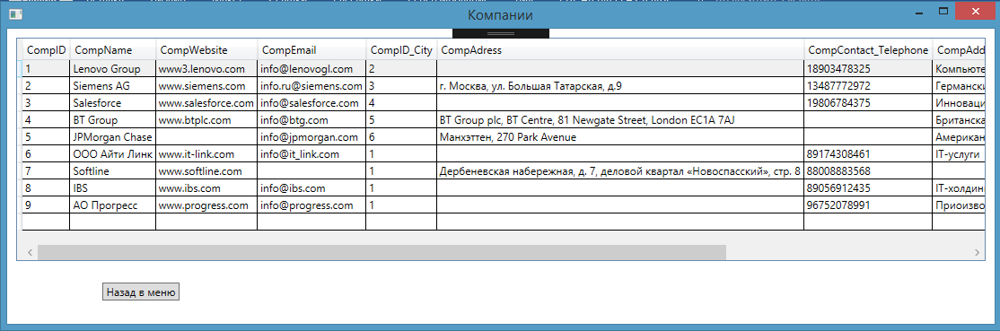 Компании
CompID CompName CompWebsite CompEmail CompID_City CompAdress CompContact_Telephone CompAdd
1 Lenovo Group www3.lenovo.com info@lenovogl.com 2 18903478325 Компьюте
2 Siemens AG www.siemens.com info.ru@siemens.com 3 г. Москва, ул. Большая Татарская, д.9 13487772972 Германски
3 Salesforce www.salesforce.com info@salesforce.com 4 19806784375 Инноваци
4 BT Group www.btplc.com info@btg.com 5 BT Group plc, BT Centre, 81 Newgate Street, London EC1A 7AJ Британска
5 JPMorgan Chase info@jpmorgan.com 6 Манхэттен, 270 Park Avenue Американ
6 ООО Айти Линк www.it-link.com info@it_link.com 1 89174308461 IT-услуги
7 Softline www.softline.com 1 Дербеневская набережная, д. 7, деловой квартал «Новоспасский», стр. 8 88008883568
8 IBS www.ibs.com info@ibs.com 1 89056912435 IT-холдин
9 АО Прогресс www.progress.com info@progress.com 1 96752078991 Приоизво
Назад в меню